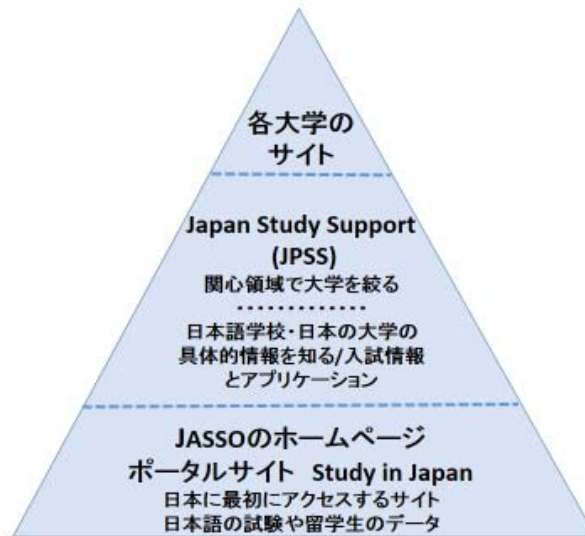 各大学の
サイト
Japan Study Support
(JPSS)
関心領域で大学を絞る
・・・・・・・・・・・・・
日本語学校・日本の大学の
具体的情報を知る/入試情報
とアプリケーション
JASSOのホームページ
ポータルサイト Study in Japan
日本に最初にアクセスするサイト
日本語の試験や留学生のデータ